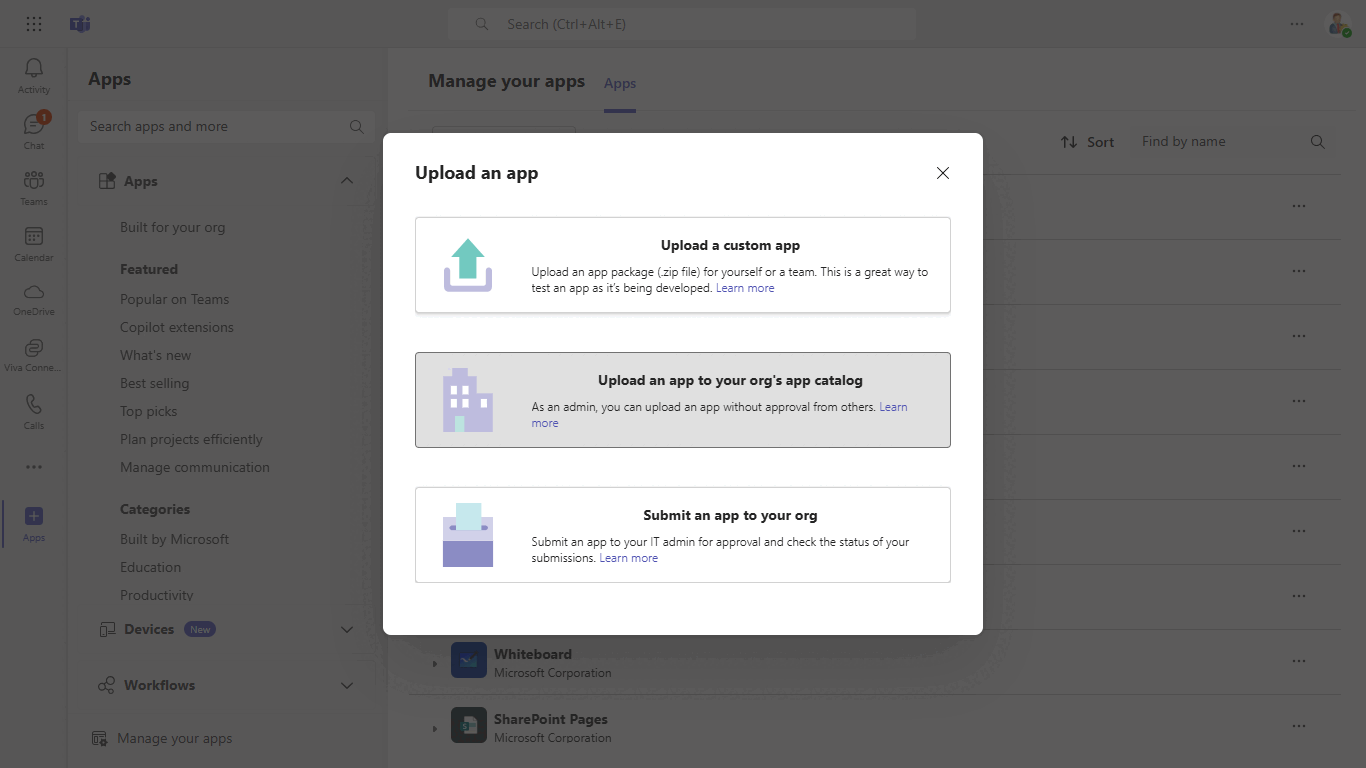 Search (Ctrl+Alt+E)
Activity
1
Chat
Teams
Calendar
OneDrive
Viva Conne...
Calls
Apps
Apps
Search apps and more
Apps
Built for your org
Featured
Popular on Teams
Copilot extensions
What's new
Best selling
Top picks
Plan projects efficiently
Manage communication
Categories
Built by Microsoft
Education
Productivity
Devices New
Workflows
Manage your apps
Manage your apps Apps
Sort Find by name
Upload an app
Upload a custom app
Upload an app package (.zip file) for yourself or a team. This is a great way to
test an app as it's being developed. Learn more
Upload an app to your org's app catalog
As an admin, you can upload an app without approval from others. Learn
more
Submit an app to your org
Submit an app to your IT admin for approval and check the status of your
submissions. Learn more
Whiteboard
Microsoft Corporation
SharePoint Pages
Microsoft Corporation